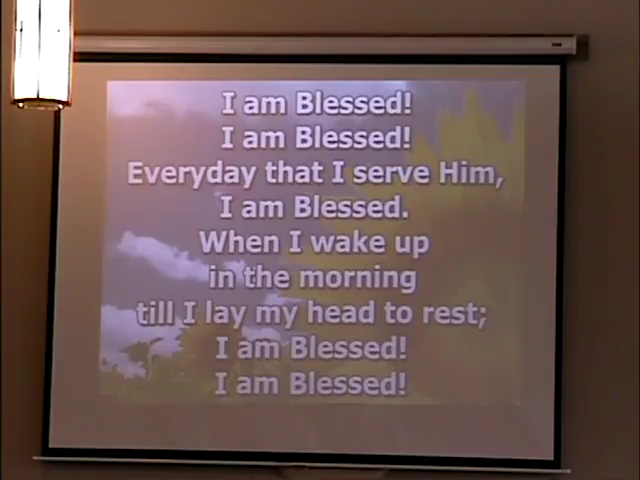 I am Blessed!
I am Blessed!
Everyday that I serve Him,
I am Blessed.
When I wake up
in the morning
till I lay my head to rest;
I am Blessed!
I am Blessed!